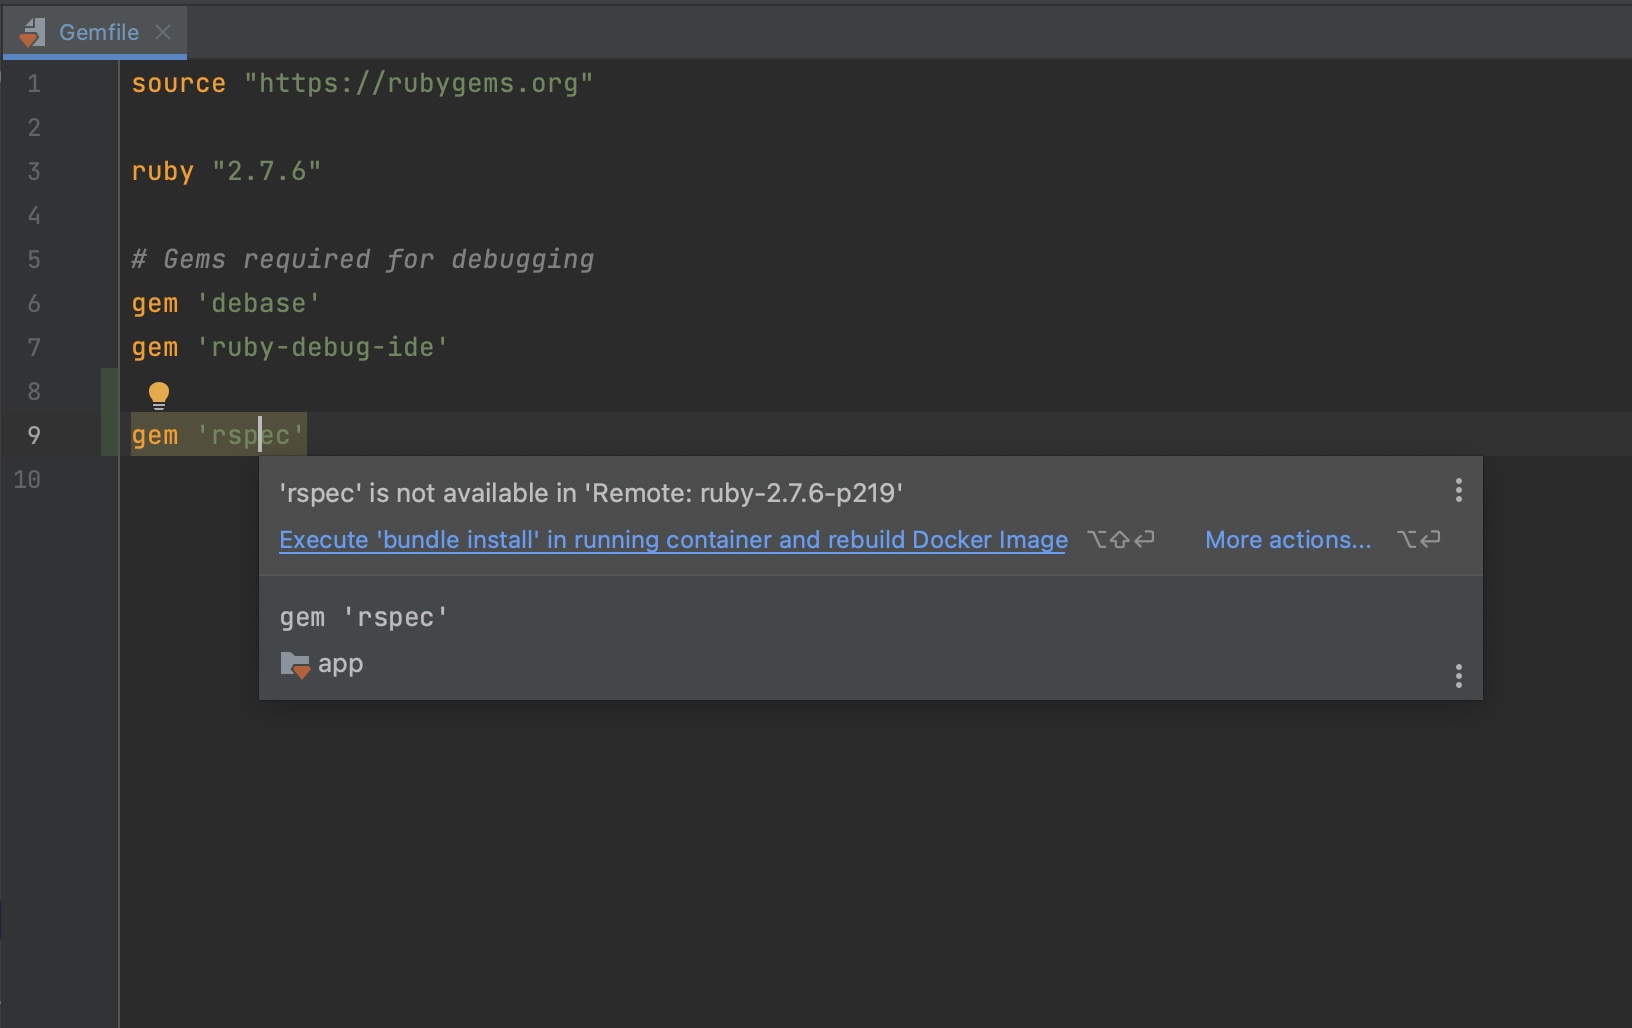 Gemfile
1 source "https://rubygems.org"
2
3 ruby "2.7.6"
4
5 # Gems required for debugging
6 gem 'debase'
7 gem 'ruby-debug-ide'
8
9 gem 'rspec'
10
'rspec' is not available in 'Remote: ruby-2.7.6-p219'
Execute 'bundle install' in running container and rebuild Docker Image ⌥⇧⏎ More actions... ⌥⏎
gem 'rspec'
app